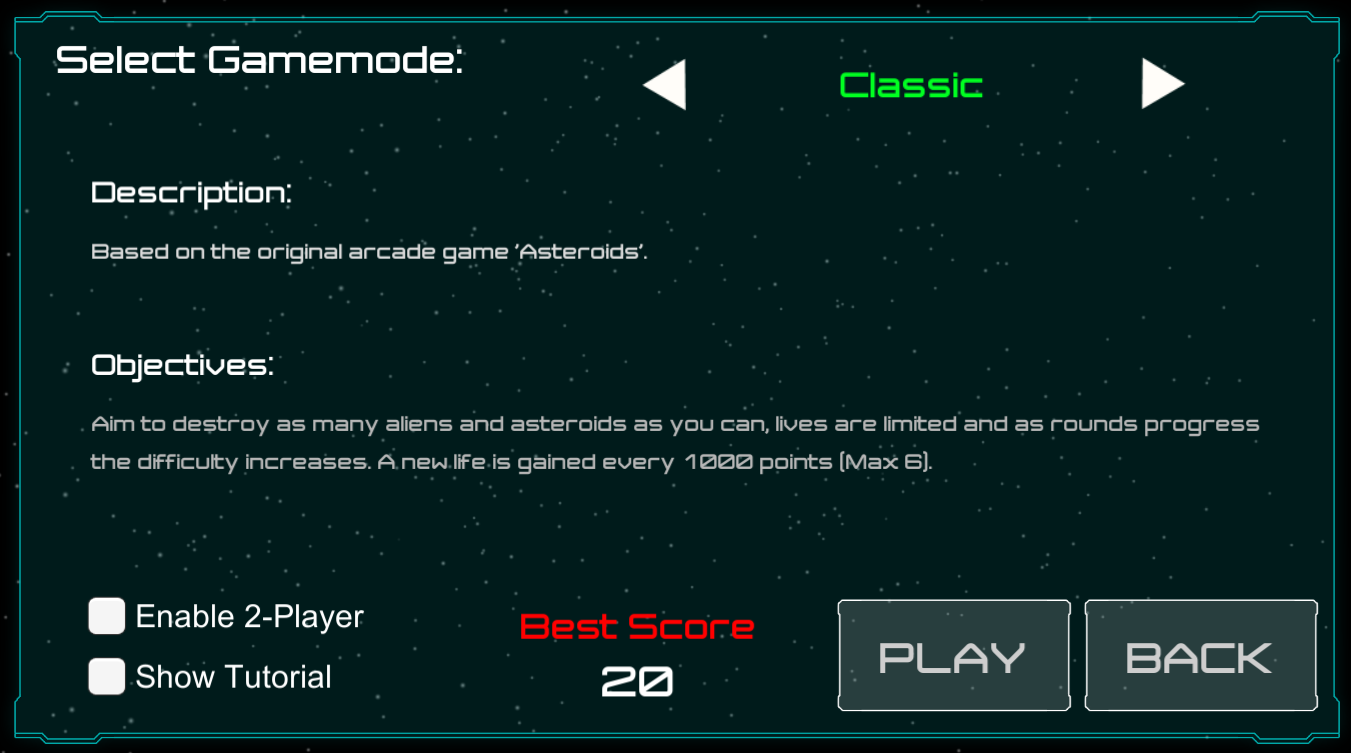 Select Gamemode:
Classic
Description:
Based on the original arcade game 'Asteroids'.
Objectives:
Aim to destroy as many aliens and asteroids as you can, lives are limited and as rounds progress
the difficulty increases. A new life is gained every 1000 points (Max 6).
Enable 2-Player
Show Tutorial
Best Score
20
PLAY
BACK